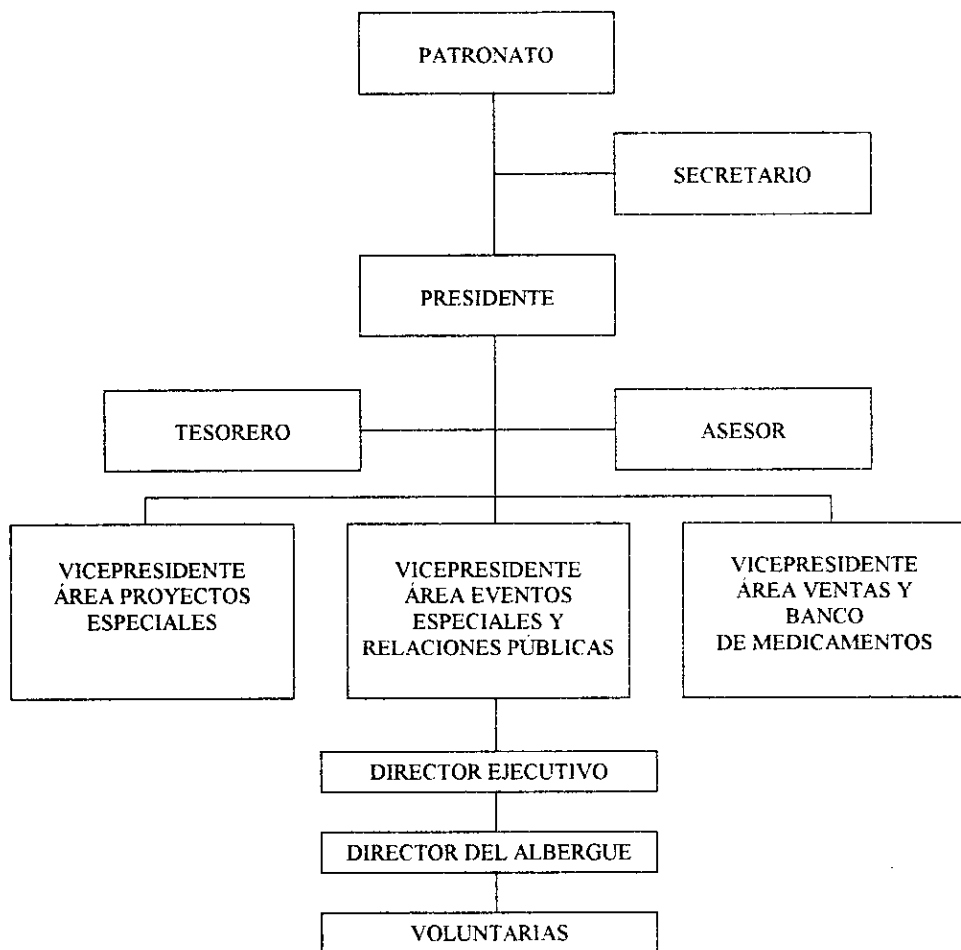 PATRONATO
SECRETARIO
PRESIDENTE
TESORERO
ASESOR
VICEPRESIDENTE
ÁREA PROYECTOS
ESPECIALES
VICEPRESIDENTE
ÁREA EVENTOS
ESPECIALES Y
RELACIONES PÚBLICAS
VICEPRESIDENTE
ÁREA VENTAS Y
BANCO
DE MEDICAMENTOS
DIRECTOR EJECUTIVO
DIRECTOR DEL ALBERGUE
VOLUNTARIAS